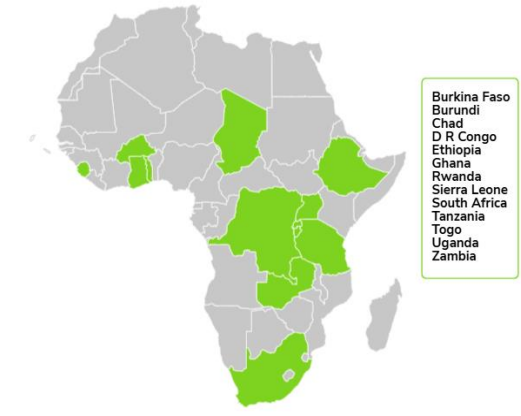 Burkina Faso
Burundi
Chad
D R Congo
Ethiopia
Ghana
Rwanda
Sierra Leone
South Africa
Tanzania
Togo
Uganda
Zambia